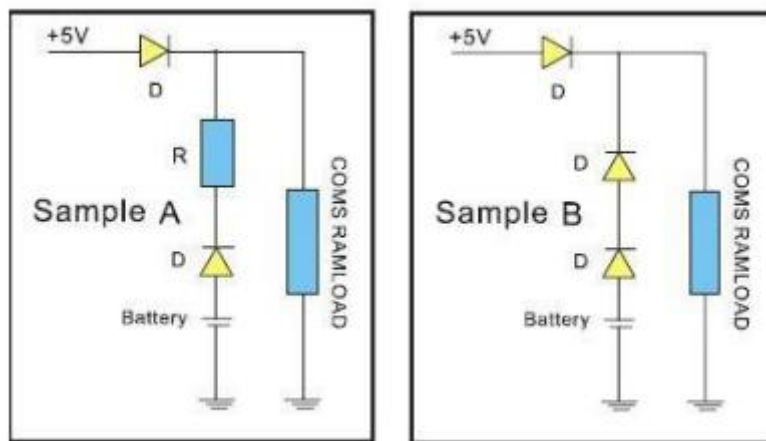 +5V
D
R
Sample A
D
Battery
COMS RAMLOAD
+5V
D
D
Sample B
D
Battery
COMS RAMLOAD